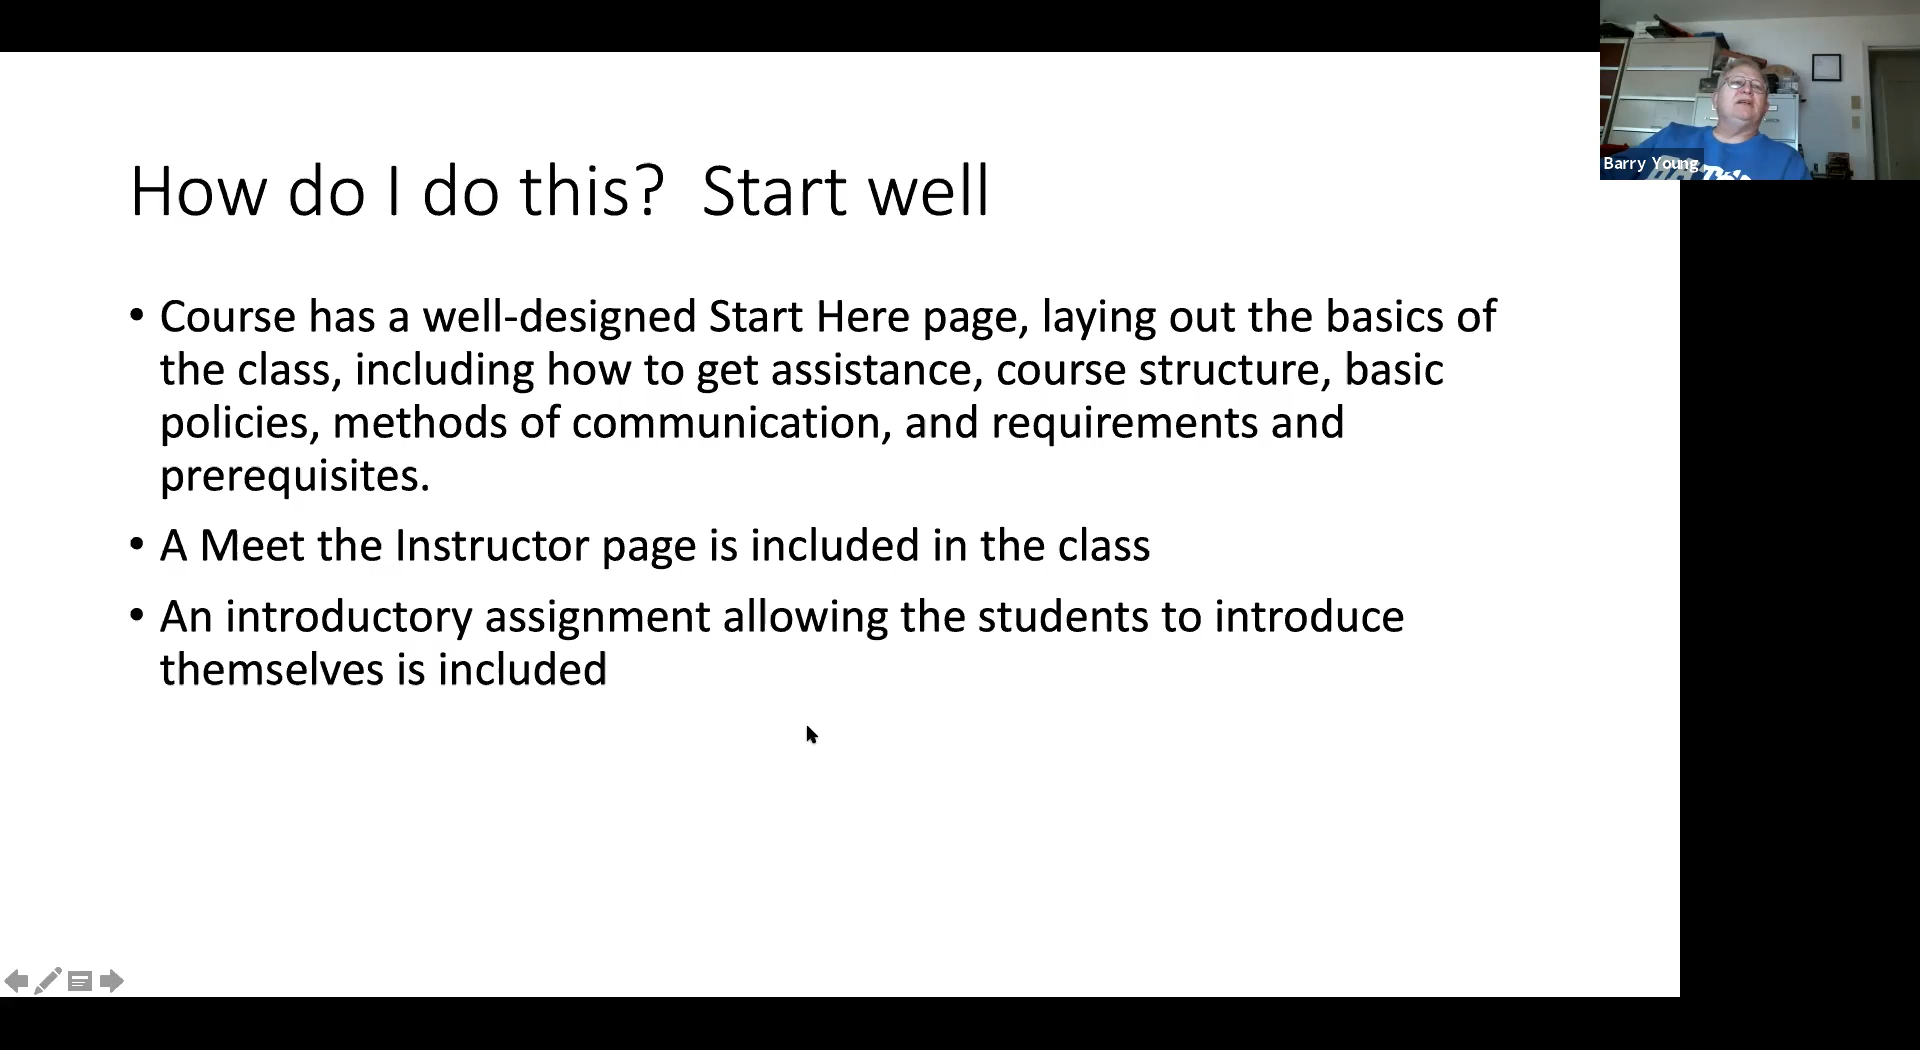 How do I do this?  Start well
• Course has a well-designed Start Here page, laying out the basics of
the class, including how to get assistance, course structure, basic
policies, methods of communication, and requirements and
prerequisites.
• A Meet the Instructor page is included in the class
• An introductory assignment allowing the students to introduce
themselves is included
Barry Young